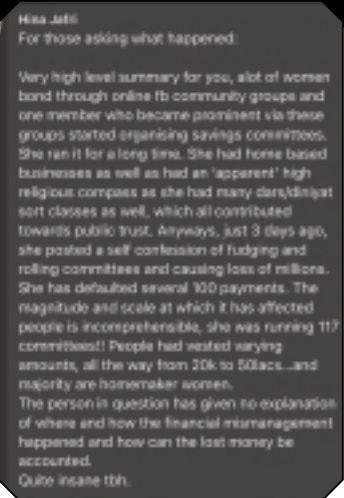 Hina Jafri
For those asking what happened:
Very high level summary for you, alot of women
bond through online fb community groups and
one member who became prominent via these
groups started organising savings committees.
She ran it for a long time. She had home based
businesses as well as had an 'apparent' high
religious compass as she had many dars/diniyat
sort classes as well, which all contributed
towards public trust. Anyways, just 3 days ago,
she posted a self confession of fudging and
rolling committees and causing loss of millions.
She has defaulted several 100 payments. The
magnitude and scale at which it has affected
people is incomprehensible, she was running 117
committees!! People had vested varying
amounts, all the way from 20k to 50lacs...and
majority are homemaker women.
The person in question has given no explanation
of where and how the financial mismanagement
happened and how can the lost money be
accounted.
Quite insane tbh.